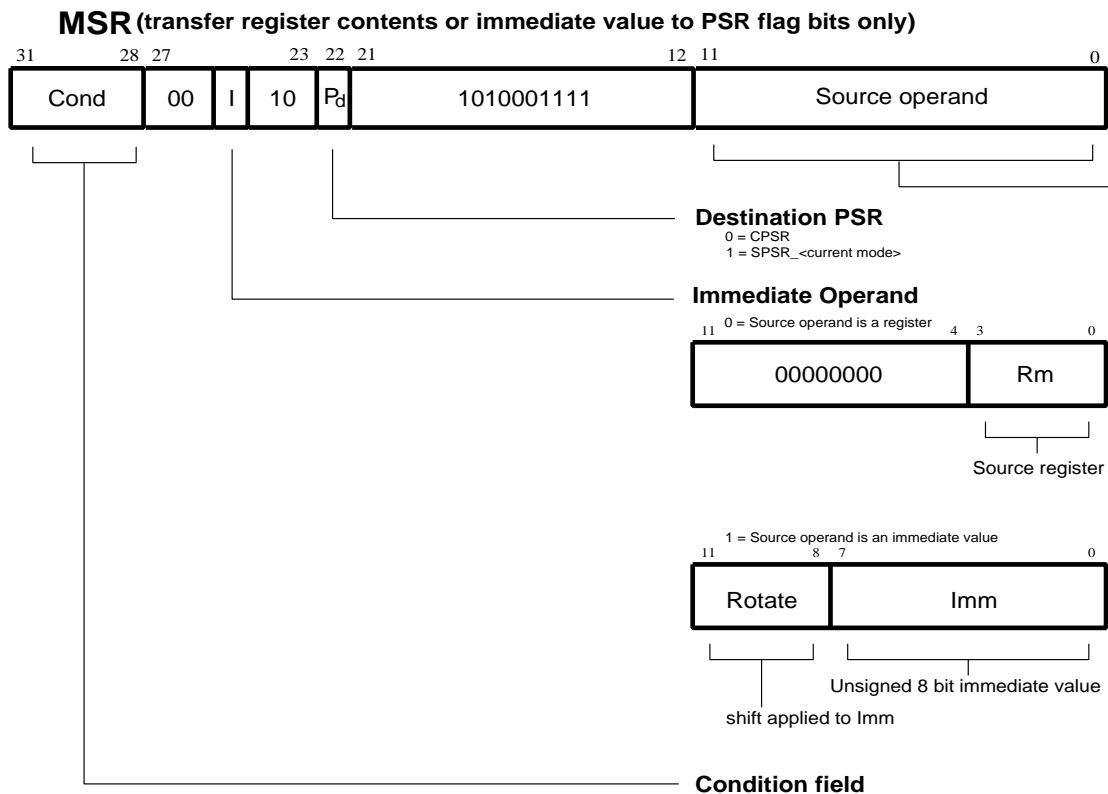 MSR (transfer register contents or immediate value to PSR flag bits only)
31 28 27 23 22 21 12 11 0
Cond 00 I 10 Pd 1010001111 Source operand
Destination PSR
0 = CPSR
1 = SPSR_<current mode>
Immediate Operand
0 = Source operand is a register
11 4 3 0
00000000 Rm
Source register
1 = Source operand is an immediate value
11 8 7 0
Rotate Imm
Unsigned 8 bit immediate value
shift applied to Imm
Condition field